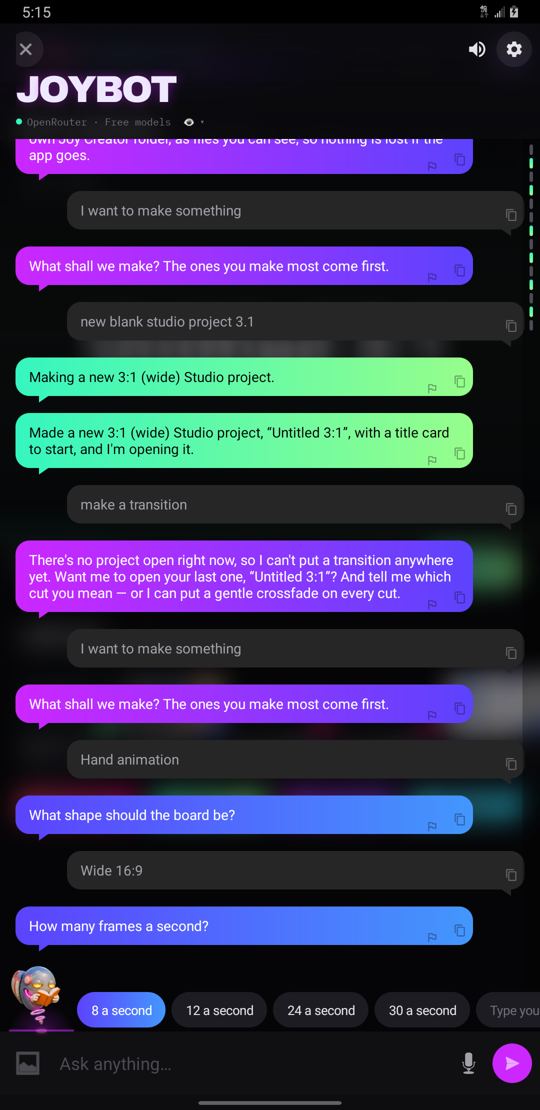 5:15
JOYBOT
OpenRouter · Free models
own Joy Creator folder, as files you can see, so nothing is lost if the
app goes.
I want to make something
What shall we make? The ones you make most come first.
new blank studio project 3.1
Making a new 3:1 (wide) Studio project.
Made a new 3:1 (wide) Studio project, “Untitled 3:1”, with a title card
to start, and I'm opening it.
make a transition
There's no project open right now, so I can't put a transition anywhere
yet. Want me to open your last one, “Untitled 3:1”? And tell me which
cut you mean — or I can put a gentle crossfade on every cut.
I want to make something
What shall we make? The ones you make most come first.
Hand animation
What shape should the board be?
Wide 16:9
How many frames a second?
8 a second
12 a second
24 a second
30 a second
Type you
Ask anything…